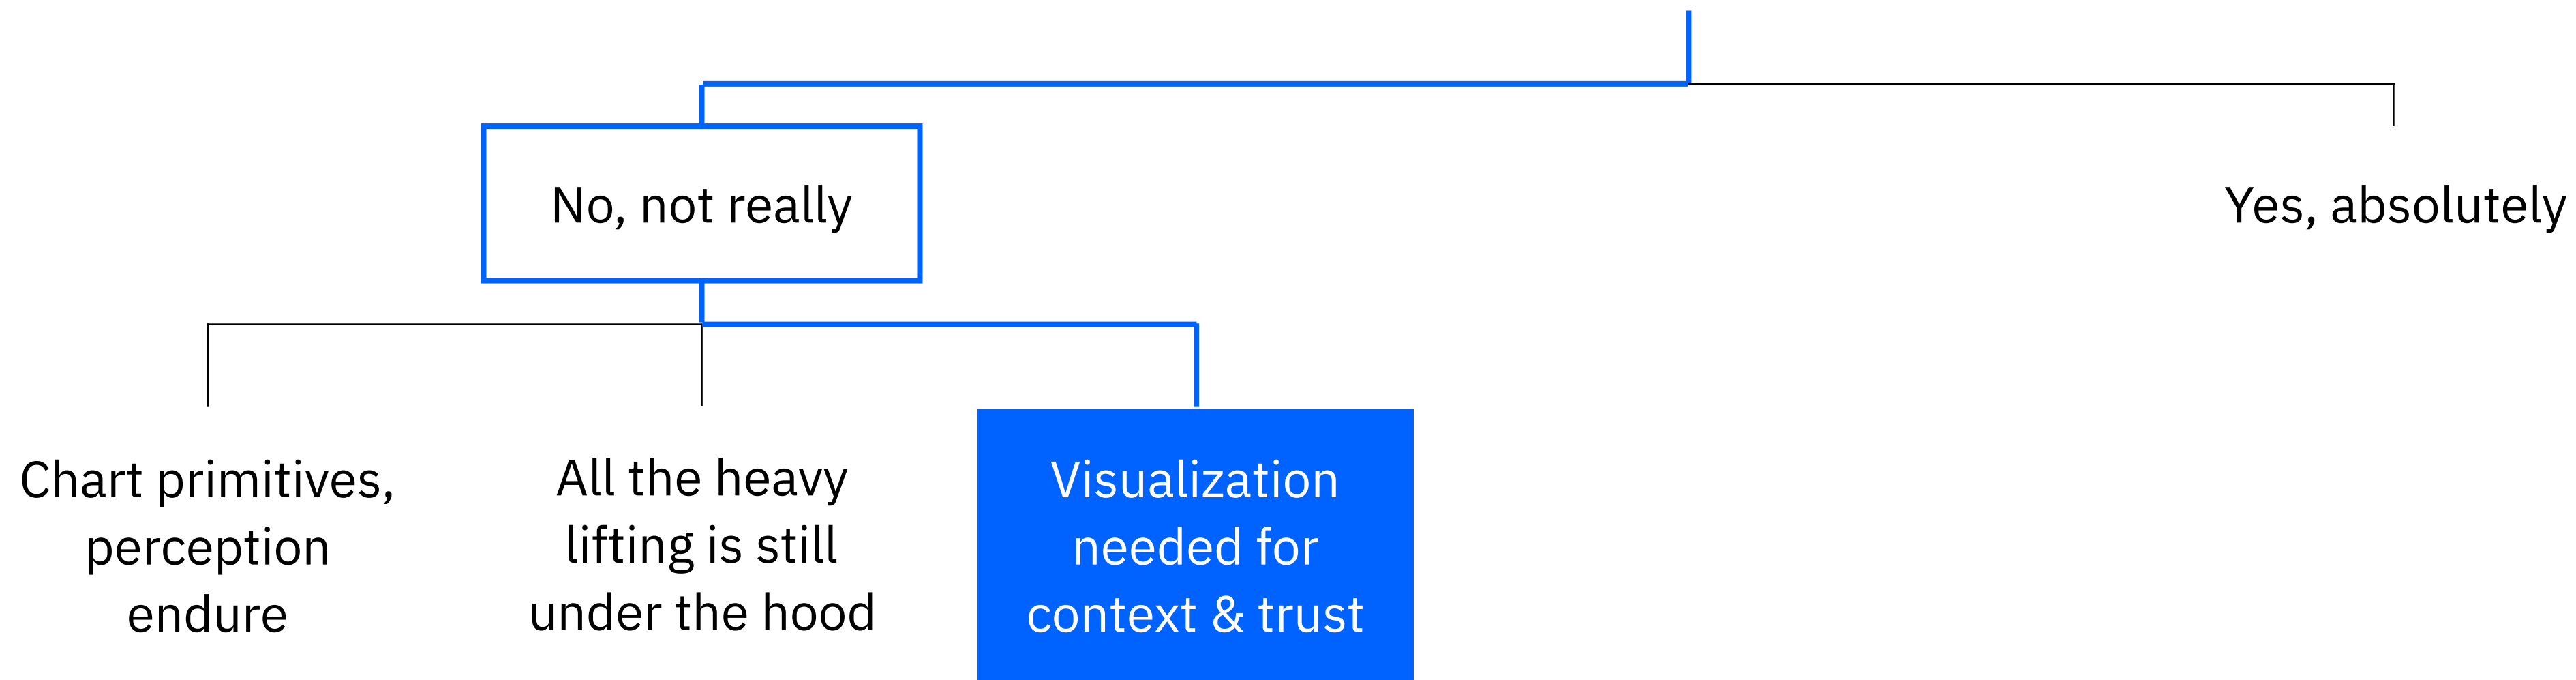 No, not really
Yes, absolutely
Chart primitives,
perception
endure
All the heavy
lifting is still
under the hood
Visualization
needed for
context & trust